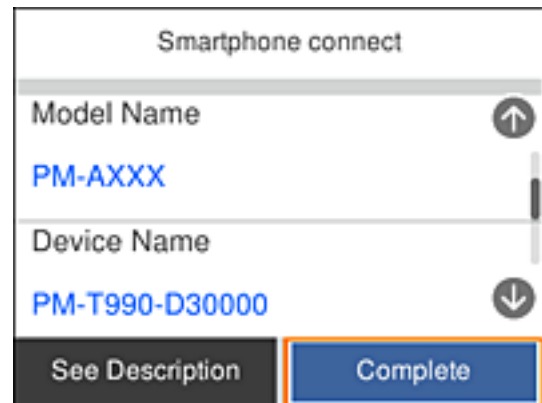 Smartphone connect
Model Name
PM-AXXX
Device Name
PM-T990-D30000
See Description
Complete